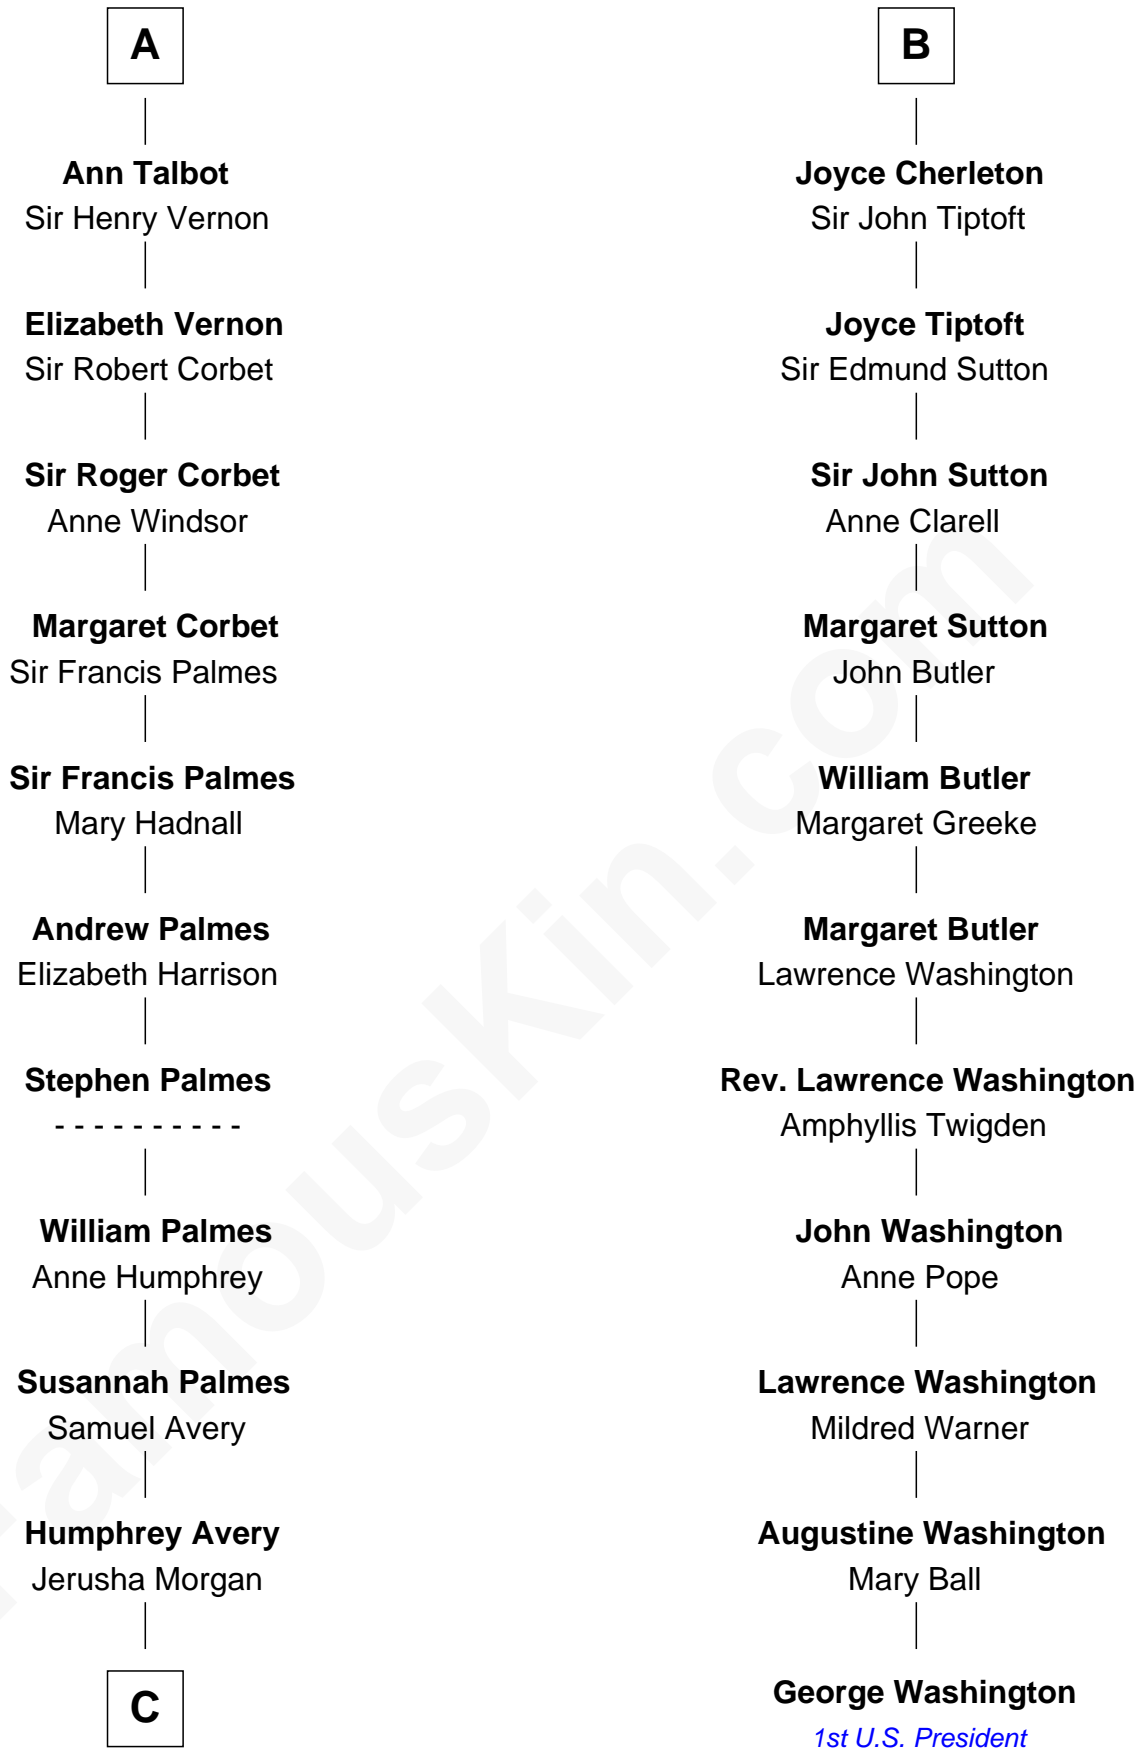 A
Ann Talbot
Sir Henry Vernon
Elizabeth Vernon
Sir Robert Corbet
Sir Roger Corbet
Anne Windsor
Margaret Corbet
Sir Francis Palmes
Sir Francis Palmes
Mary Hadnall
Andrew Palmes
Elizabeth Harrison
Stephen Palmes
- - - - - - - - - -
William Palmes
Anne Humphrey
Susannah Palmes
Samuel Avery
Humphrey Avery
Jerusha Morgan
C
B
Joyce Cherleton
Sir John Tiptoft
Joyce Tiptoft
Sir Edmund Sutton
Sir John Sutton
Anne Clarell
Margaret Sutton
John Butler
William Butler
Margaret Greeke
Margaret Butler
Lawrence Washington
Rev. Lawrence Washington
Amphyllis Twigden
John Washington
Anne Pope
Lawrence Washington
Mildred Warner
Augustine Washington
Mary Ball
George Washington
1st U.S. President
FamousKin.com